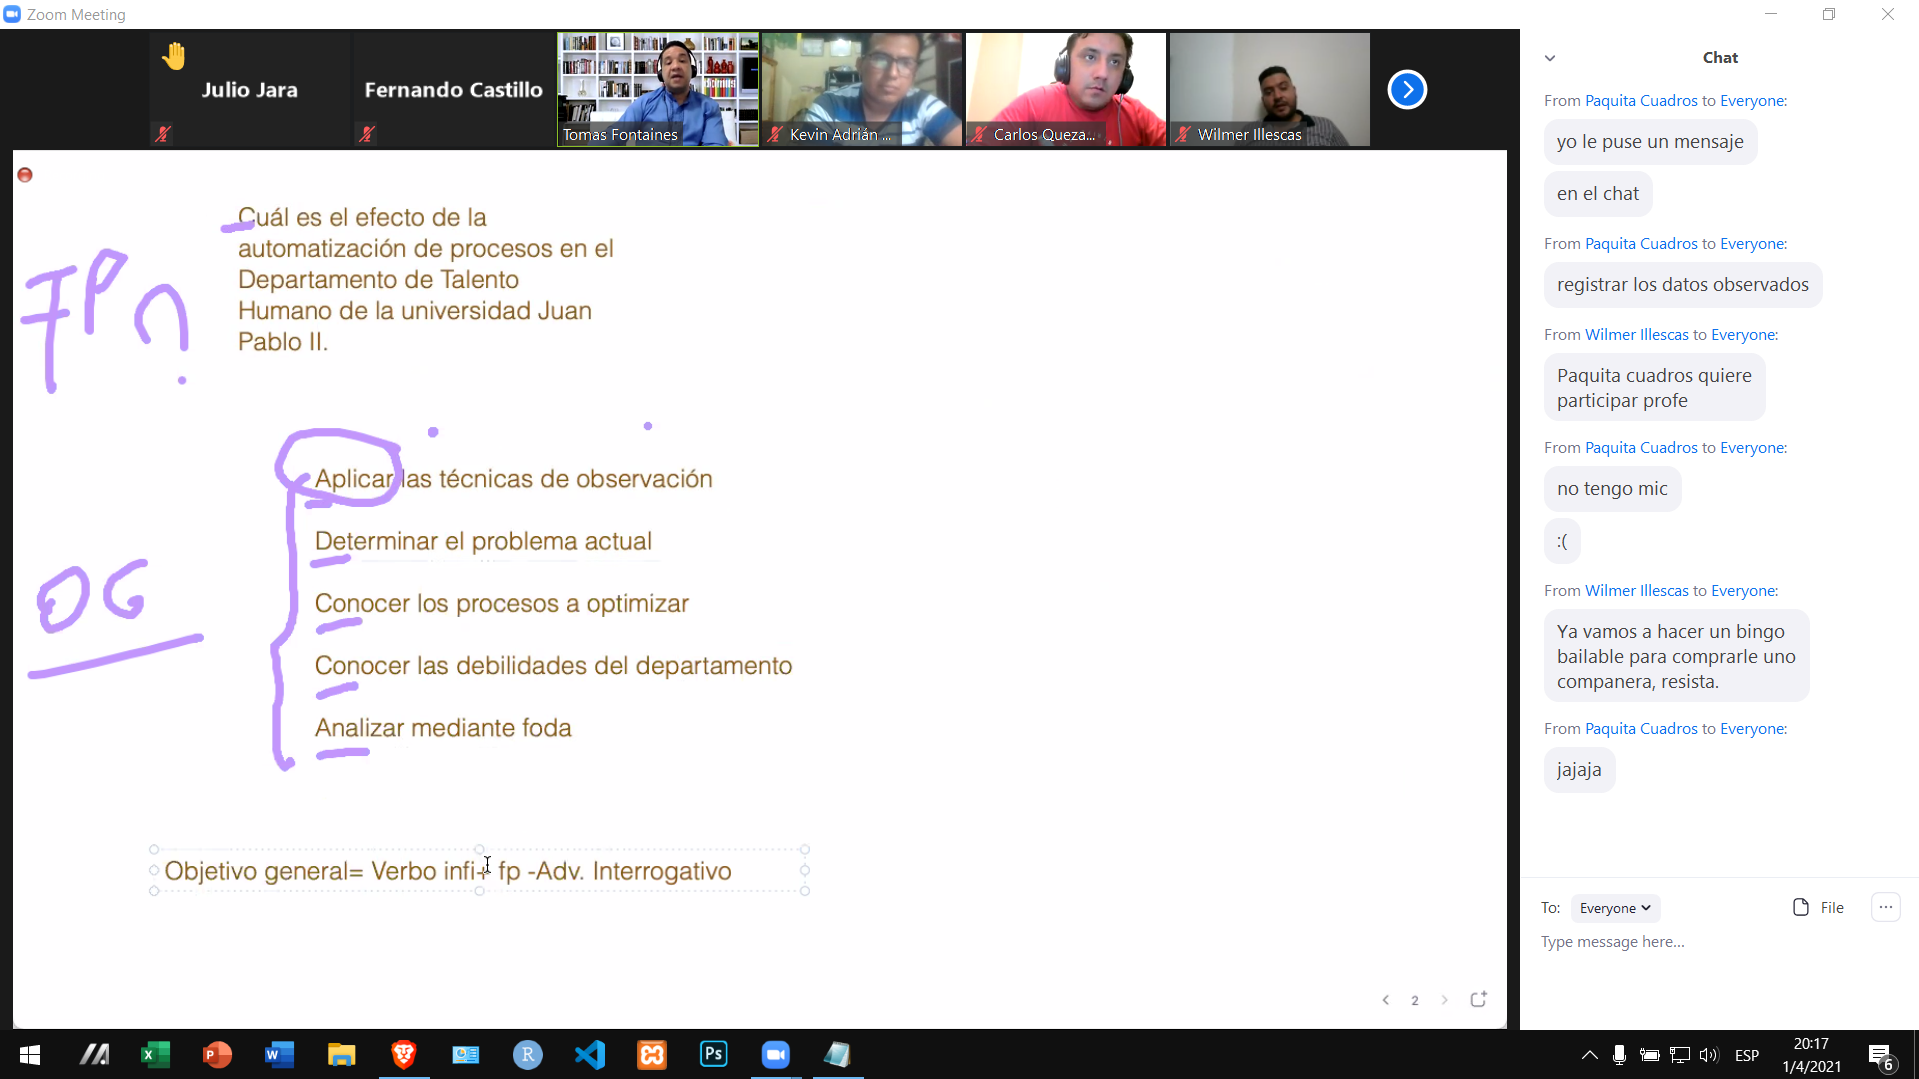 Zoom Meeting
Julio Jara
Fernando Castillo
Tomas Fontaines
Kevin Adrián ...
Carlos Queza...
Wilmer Illescas
Cuál es el efecto de la
automatización de procesos en el
Departamento de Talento
Humano de la universidad Juan
Pablo II.
FP
Aplicar las técnicas de observación
Determinar el problema actual
Conocer los procesos a optimizar
Conocer las debilidades del departamento
Analizar mediante foda
OG
Objetivo general= Verbo infi+ fp -Adv. Interrogativo
2
Chat
From Paquita Cuadros to Everyone:
yo le puse un mensaje
en el chat
From Paquita Cuadros to Everyone:
registrar los datos observados
From Wilmer Illescas to Everyone:
Paquita cuadros quiere
participar profe
From Paquita Cuadros to Everyone:
no tengo mic
:(
From Wilmer Illescas to Everyone:
Ya vamos a hacer un bingo
bailable para comprarle uno
companera, resista.
From Paquita Cuadros to Everyone:
jajaja
To: Everyone File ...
Type message here...
ESP
20:17
1/4/2021
6
Ps
R